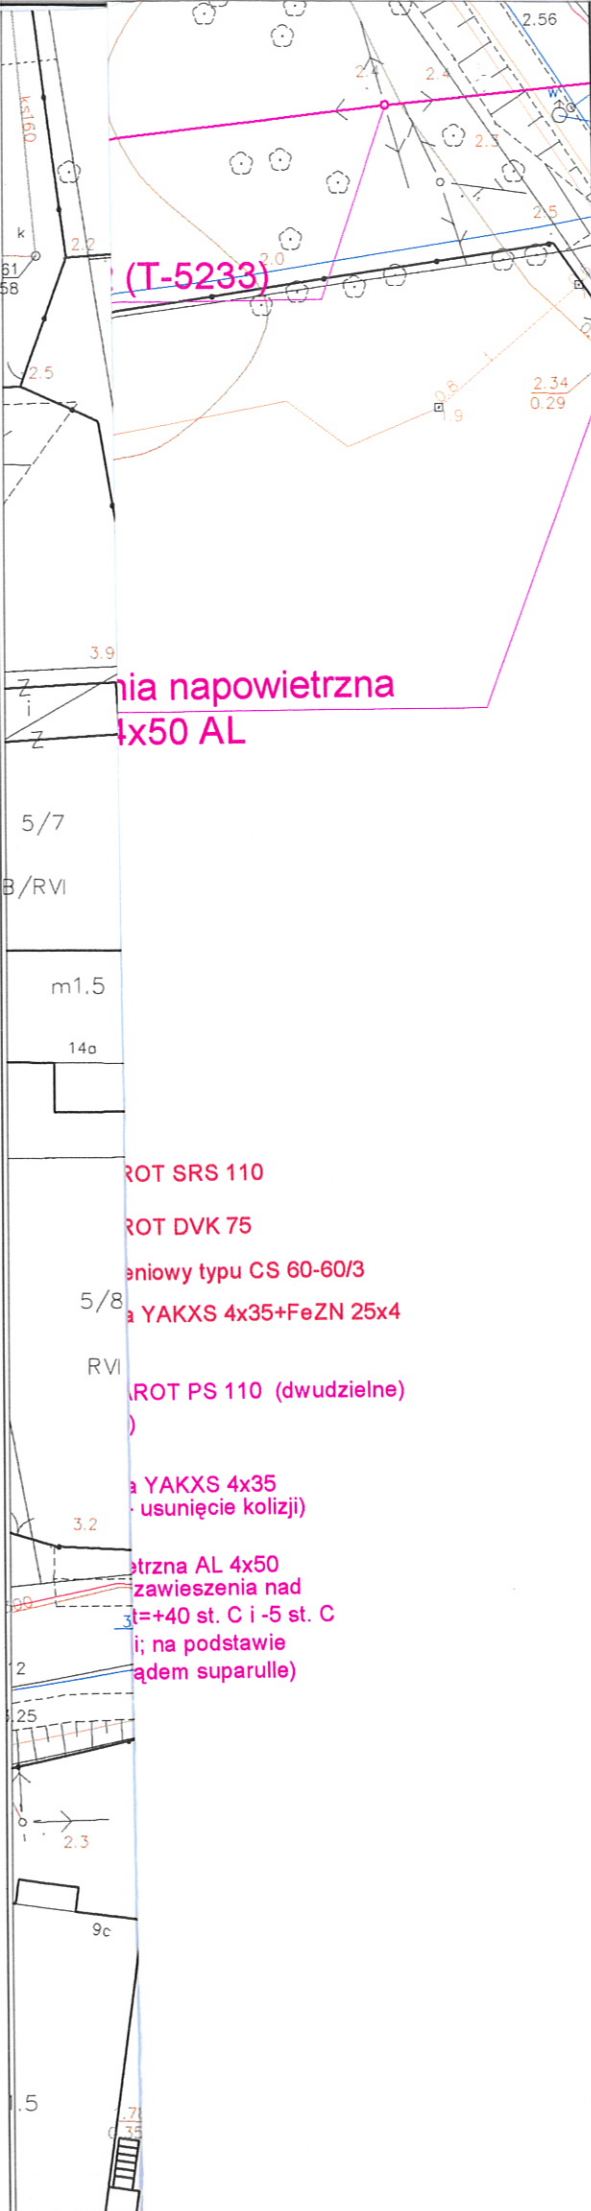 2.56
2.4
2.4
w
ks160
2.3
k
2.2
2.5
61
58
2.0
(T-5233)
2.5
0.8
1.9
2.34
0.29
3.9
nia napowietrzna
Z
i
4x50 AL
Z
5/7
B/RVI
m1.5
14a
ROT SRS 110
ROT DVK 75
eniowy typu CS 60-60/3
5/8
a YAKXS 4x35+FeZN 25x4
RVI
AROT PS 110 (dwudzielne)
)
a YAKXS 4x35
- usunięcie kolizji)
3.2
etrzna AL 4x50
zawieszenia nad
t=+40 st. C i -5 st. C
3
i; na podstawie
ądem suparulle)
2
.25
2.3
9c
.5